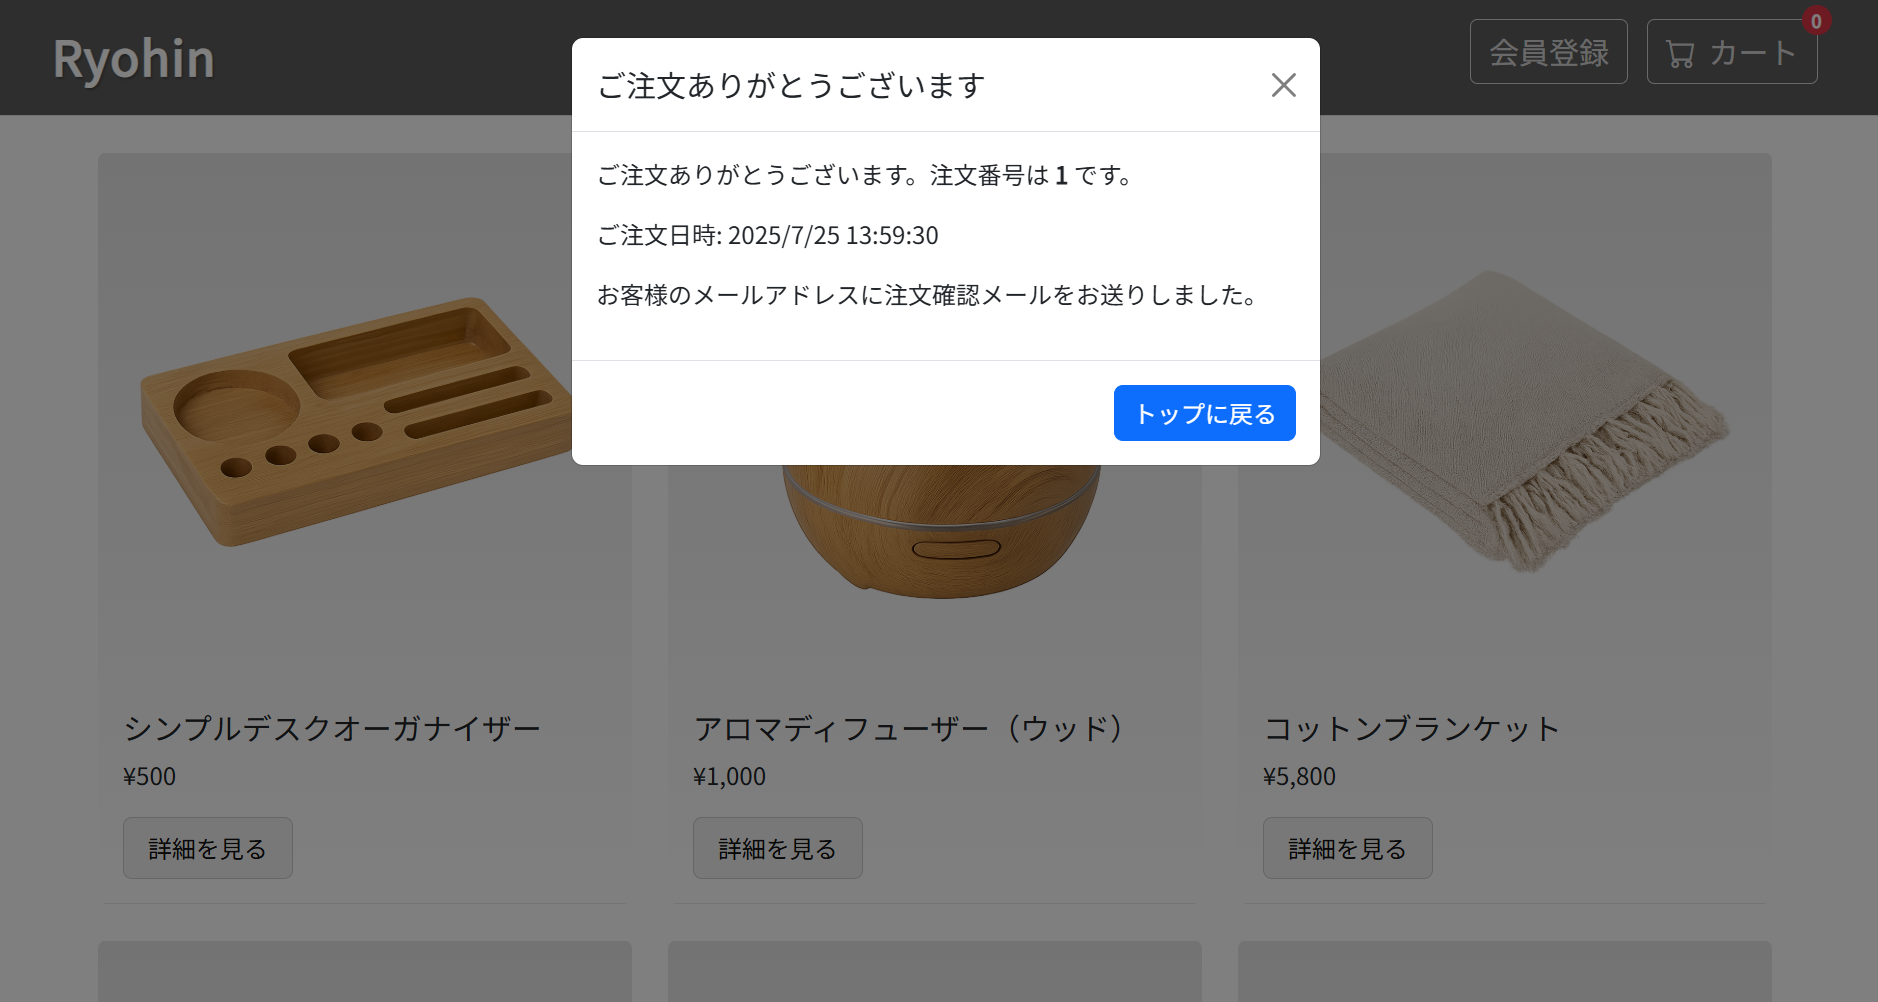 Ryohin
会員登録
カート
0
ご注文ありがとうございます
ご注文ありがとうございます。注文番号は 1 です。
ご注文日時: 2025/7/25 13:59:30
お客様のメールアドレスに注文確認メールをお送りしました。
トップに戻る
シンプルデスクオーガナイザー
¥500
詳細を見る
アロマディフューザー（ウッド）
¥1,000
詳細を見る
コットンブランケット
¥5,800
詳細を見る